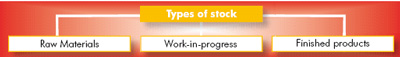 Types of stock
Raw Materials
Work-in-progress
Finished products